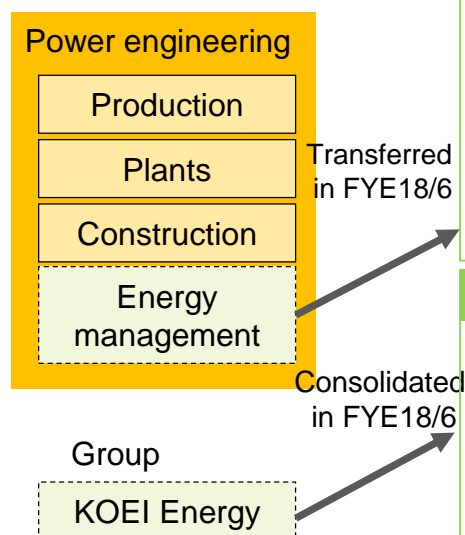 Power engineering
Production
Plants
Construction
Energy
management
Transferred
in FYE18/6
Consolidated
in FYE18/6
Group
KOEI Energy